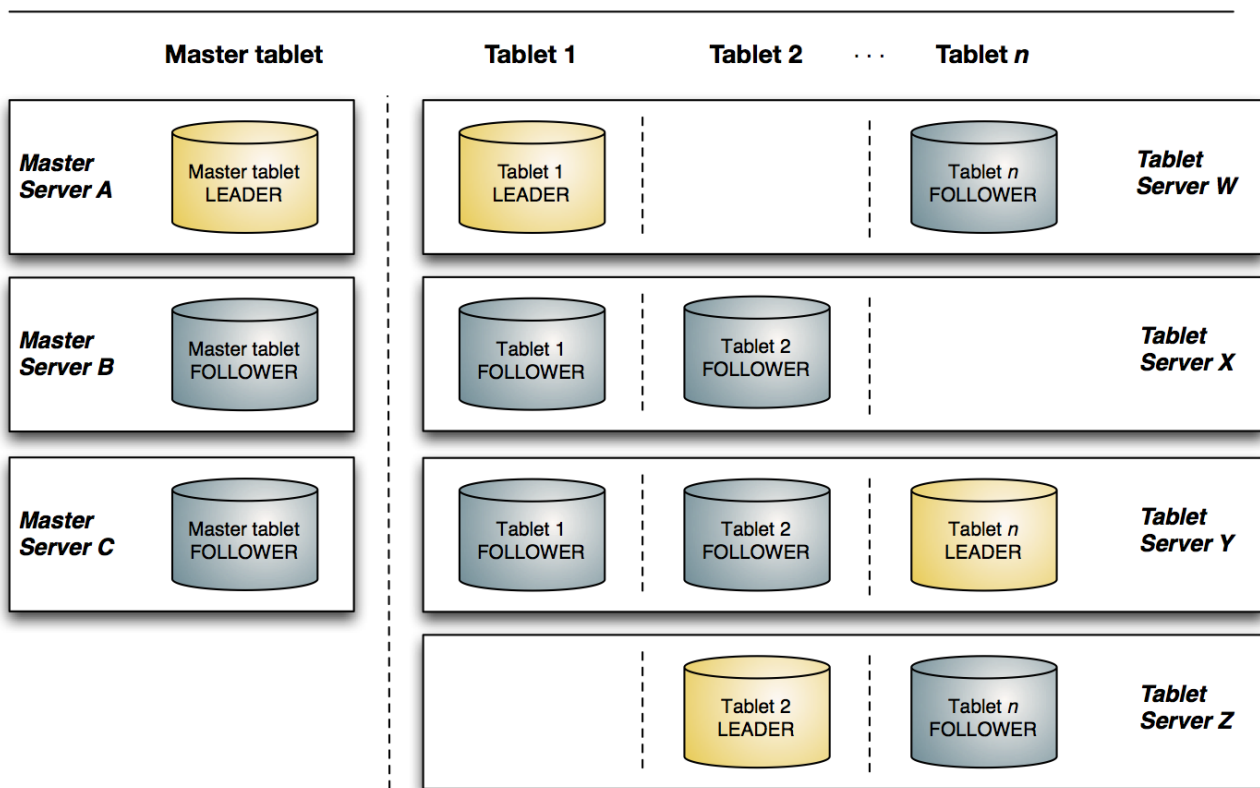 Master tablet Tablet 1 Tablet 2 . . . Tablet n
Master
Server A
Master tablet
LEADER
Tablet 1
LEADER
Tablet n
FOLLOWER
Tablet
Server W
Master
Server B
Master tablet
FOLLOWER
Tablet 1
FOLLOWER
Tablet 2
FOLLOWER
Tablet
Server X
Master
Server C
Master tablet
FOLLOWER
Tablet 1
FOLLOWER
Tablet 2
FOLLOWER
Tablet n
LEADER
Tablet
Server Y
Tablet 2
LEADER
Tablet n
FOLLOWER
Tablet
Server Z